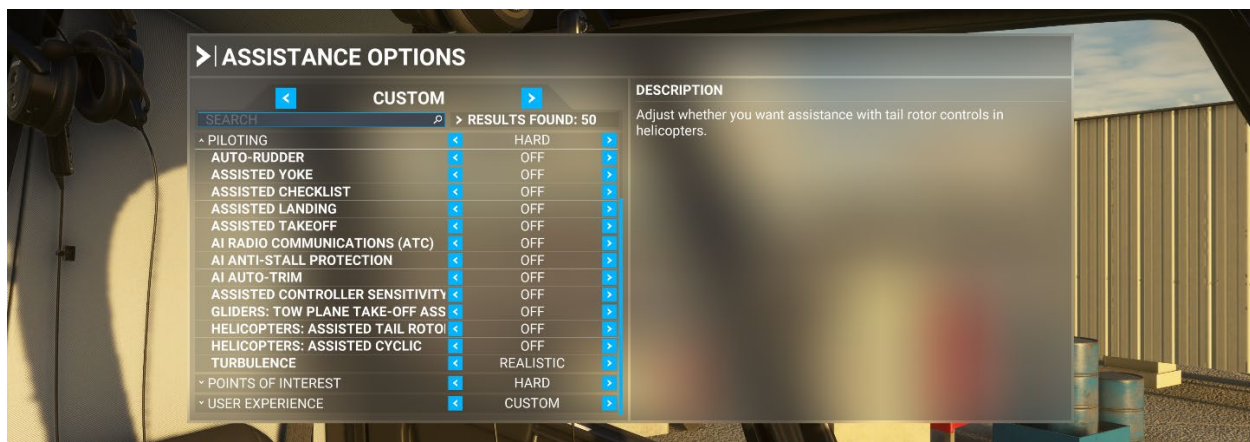 ASSISTANCE OPTIONS
CUSTOM
SEARCH > RESULTS FOUND: 50
PILOTING HARD
AUTO-RUDDER OFF
ASSISTED YOKE OFF
ASSISTED CHECKLIST OFF
ASSISTED LANDING OFF
ASSISTED TAKEOFF OFF
AI RADIO COMMUNICATIONS (ATC) OFF
AI ANTI-STALL PROTECTION OFF
AI AUTO-TRIM OFF
ASSISTED CONTROLLER SENSITIVITY OFF
GLIDERS: TOW PLANE TAKE-OFF ASS OFF
HELICOPTERS: ASSISTED TAIL ROTO OFF
HELICOPTERS: ASSISTED CYCLIC OFF
TURBULENCE REALISTIC
POINTS OF INTEREST HARD
USER EXPERIENCE CUSTOM
DESCRIPTION
Adjust whether you want assistance with tail rotor controls in
helicopters.